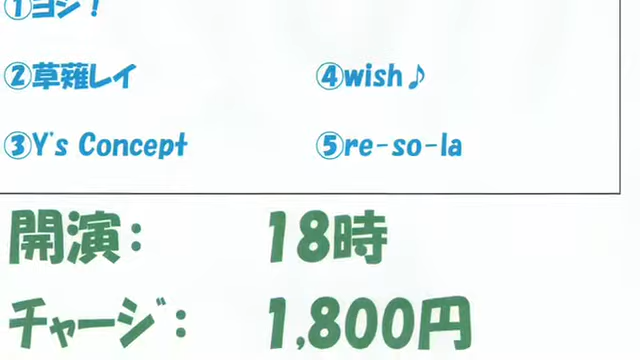 ①ヨシ！
②草薙レイ ④wish♪
③Y's Concept ⑤re-so-la
開演： 18時
チャージ： 1,800円